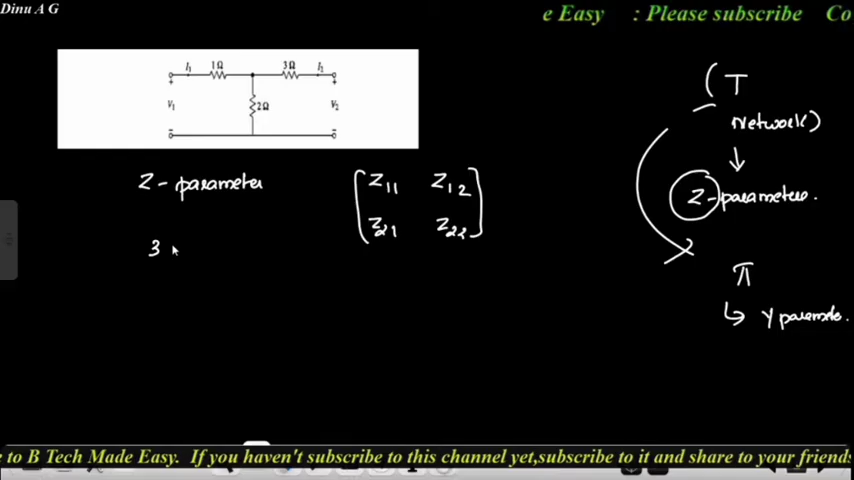 Dinu A G
e Easy : Please subscribe Co
I₁ 1Ω 3Ω I₂
V₁ 2Ω V₂
+ +
- -
(T
Network)
Z - parameter
Z₁₁ Z₁₂
Z₂₁ Z₂₂
Z-parameters.
3
π
Y paramete.
e to B Tech Made Easy. If you haven't subscribe to this channel yet,subscribe to it and share to your friends